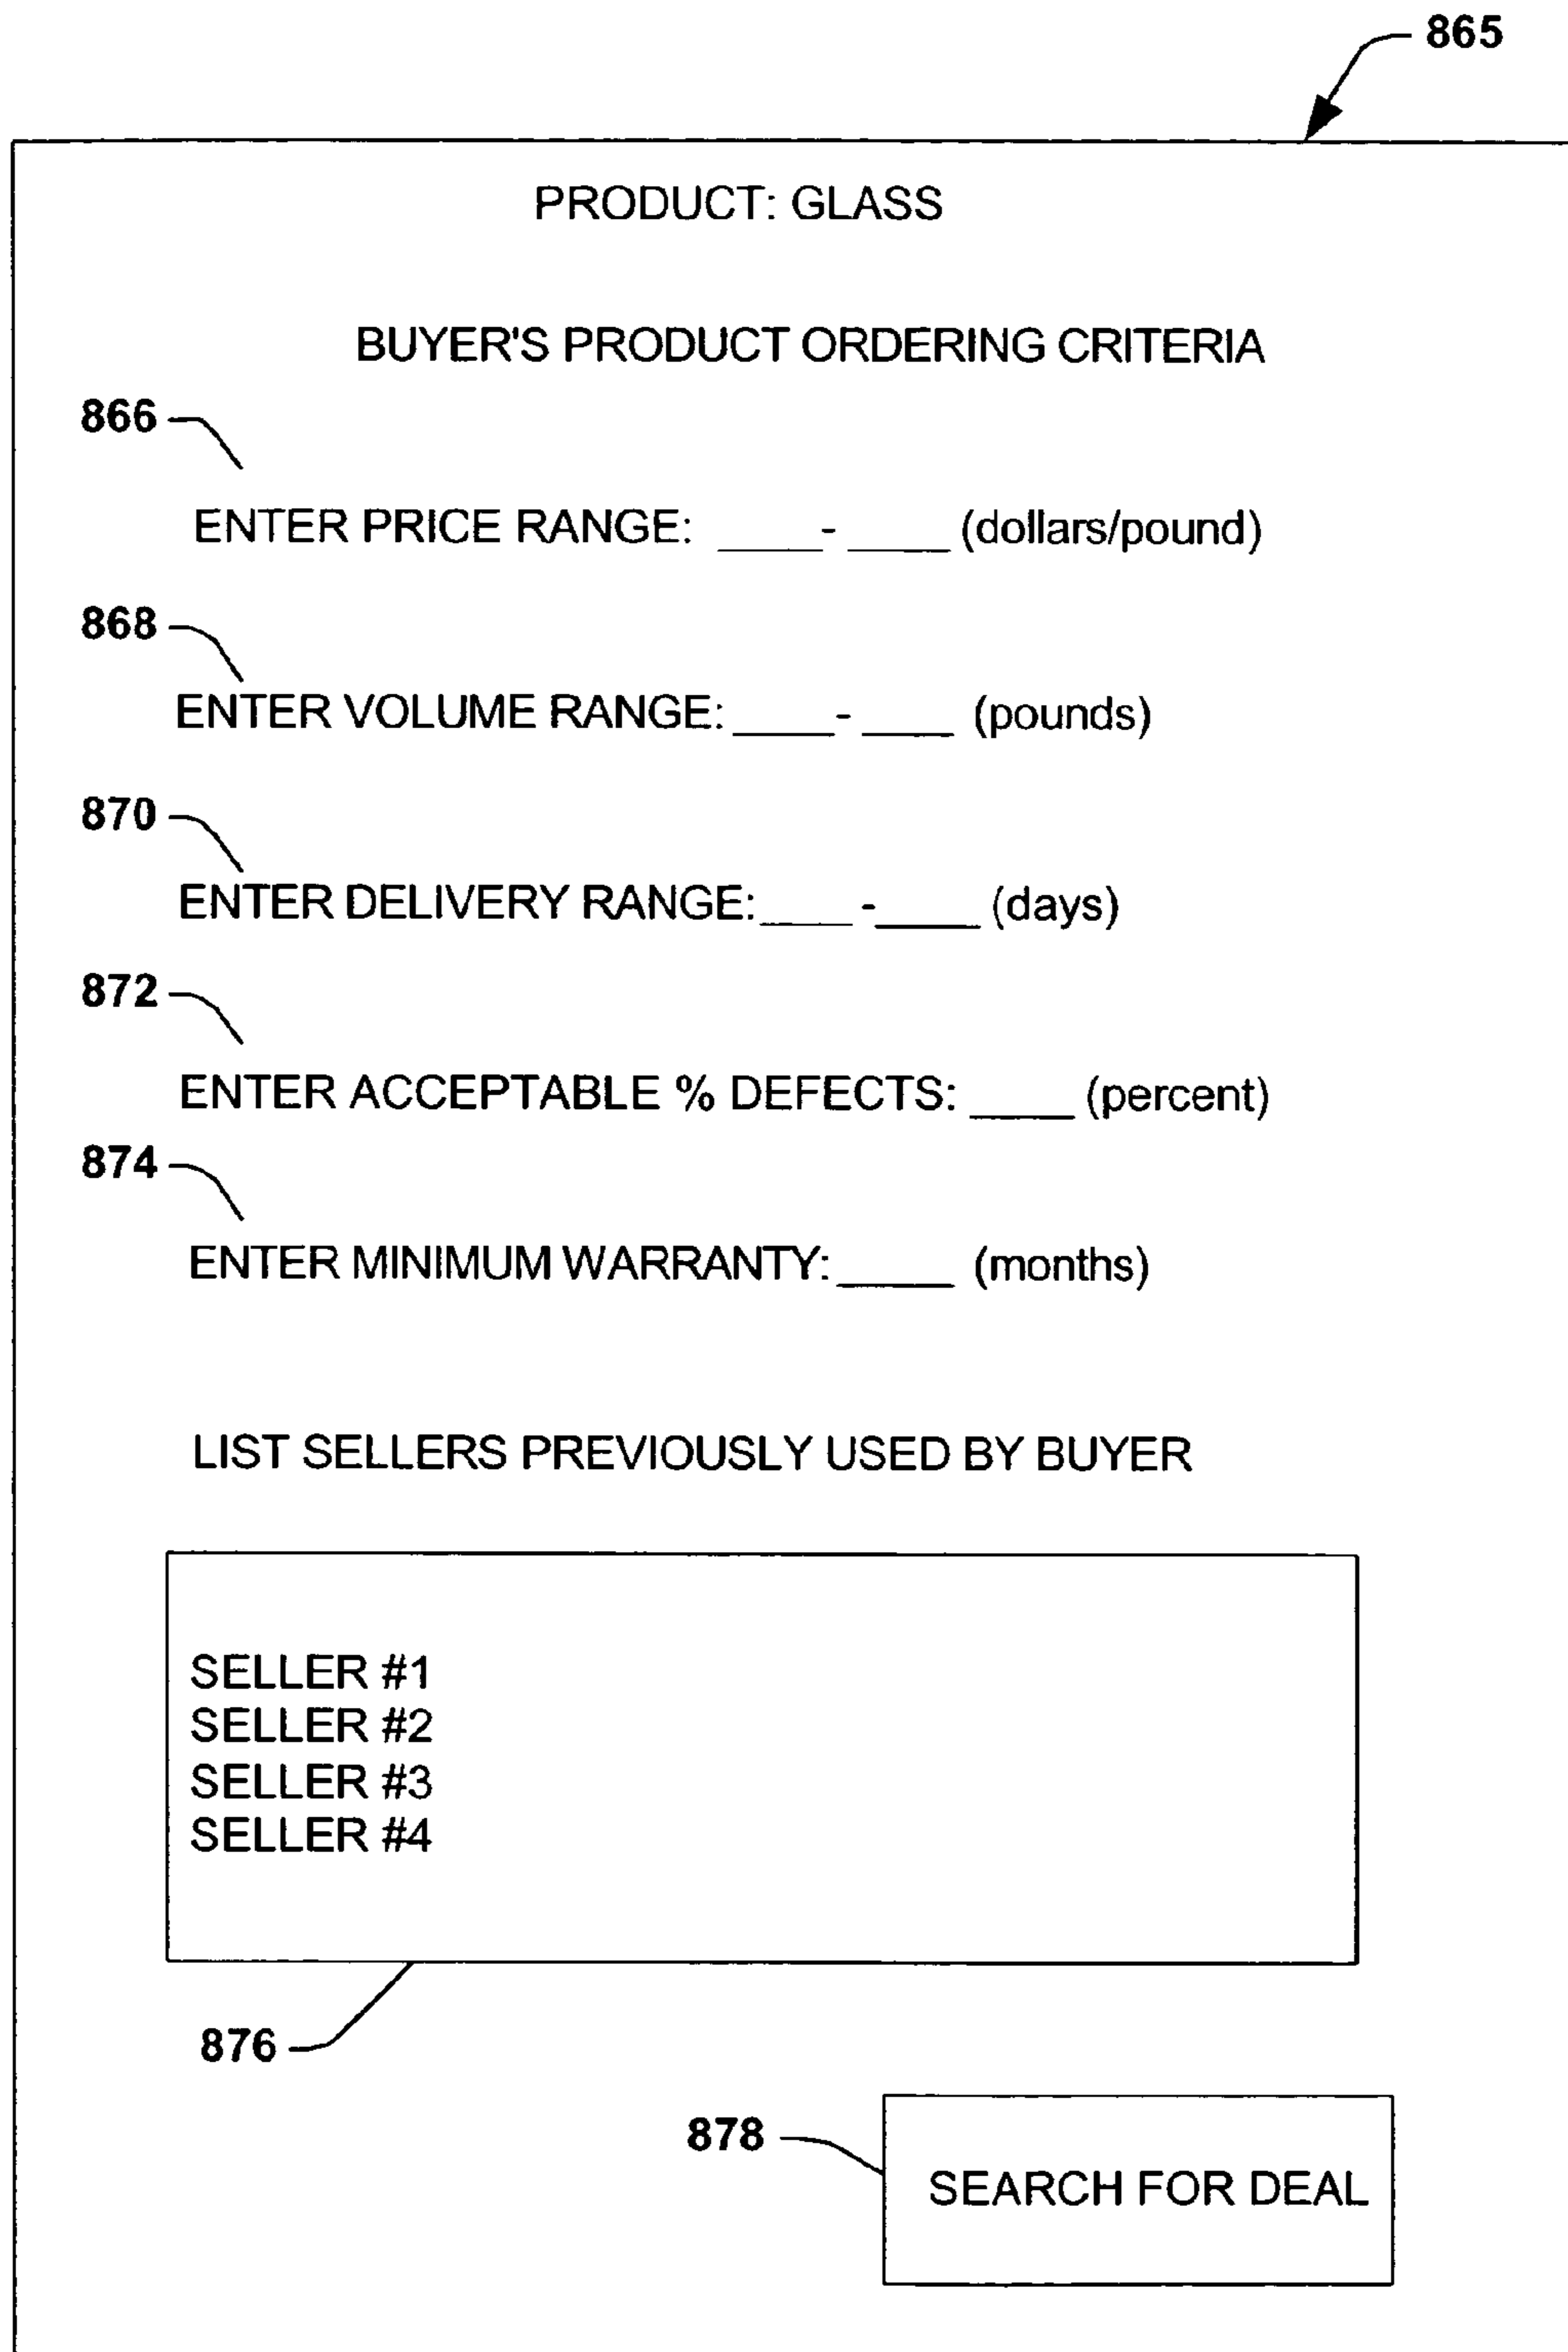 865
PRODUCT: GLASS
BUYER'S PRODUCT ORDERING CRITERIA
866
ENTER PRICE RANGE: ____-____ (dollars/pound)
868
ENTER VOLUME RANGE:____-____ (pounds)
870
ENTER DELIVERY RANGE:____-____ (days)
872
ENTER ACCEPTABLE % DEFECTS: ____ (percent)
874
ENTER MINIMUM WARRANTY:____ (months)
LIST SELLERS PREVIOUSLY USED BY BUYER
SELLER #1
SELLER #2
SELLER #3
SELLER #4
876
878
SEARCH FOR DEAL